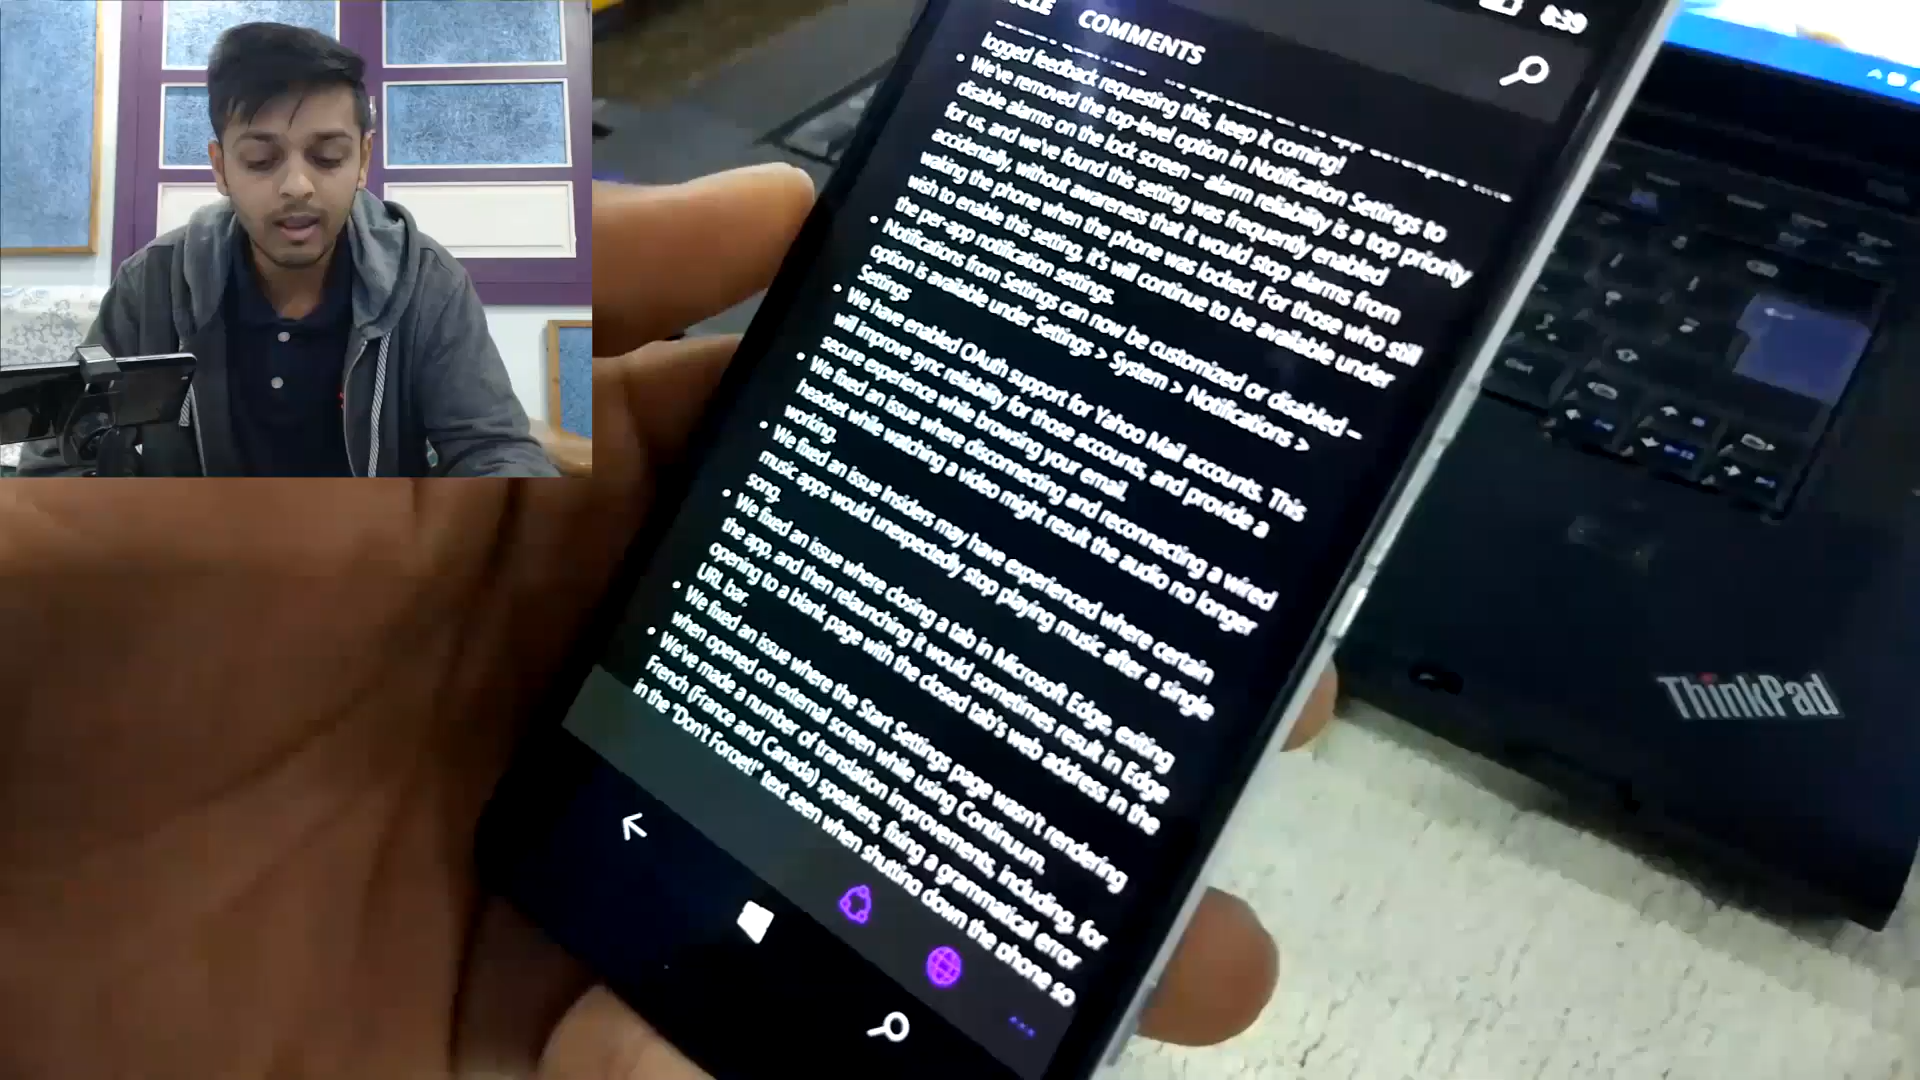 COMMENTS
8:39
logged feedback requesting this, keep it coming!
We've removed the top-level option in Notification Settings to
disable alarms on the lock screen – alarm reliability is a top priority
for us, and we've found this setting was frequently enabled
accidentally, without awareness that it would stop alarms from
waking the phone when the phone was locked. For those who still
wish to enable this setting, it's will continue to be available under
the per-app notification settings.
Notifications from Settings can now be customized or disabled –
option is available under Settings > System > Notifications >
Settings
We have enabled OAuth support for Yahoo Mail accounts. This
will improve sync reliability for those accounts, and provide a
secure experience while browsing your email.
We fixed an issue where disconnecting and reconnecting a wired
headset while watching a video might result the audio no longer
working.
We fixed an issue Insiders may have experienced where certain
music apps would unexpectedly stop playing music after a single
song.
We fixed an issue where closing a tab in Microsoft Edge, exiting
the app, and then relaunching it would sometimes result in Edge
opening to a blank page with the closed tab's web address in the
URL bar.
We fixed an issue where the Start Settings page wasn't rendering
when opened on external screen while using Continuum.
We've made a number of translation improvements, including, for
French (France and Canada) speakers, fixing a grammatical error
in the "Don't Forget!" text seen when shutting down the phone so
ThinkPad